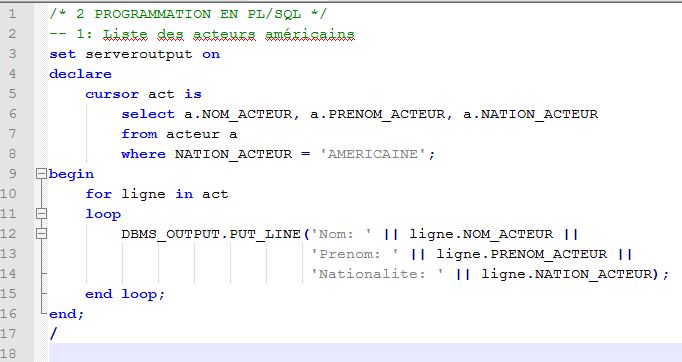 1 /* 2 PROGRAMMATION EN PL/SQL */
2 -- 1: Liste des acteurs américains
3 set serveroutput on
4 declare
5     cursor act is
6         select a.NOM_ACTEUR, a.PRENOM_ACTEUR, a.NATION_ACTEUR
7         from acteur a
8         where NATION_ACTEUR = 'AMERICAINE';
9 begin
10     for ligne in act
11     loop
12         DBMS_OUTPUT.PUT_LINE('Nom: ' || ligne.NOM_ACTEUR ||
13                              'Prenom: ' || ligne.PRENOM_ACTEUR ||
14                              'Nationalite: ' || ligne.NATION_ACTEUR);
15     end loop;
16 end;
17 /
18